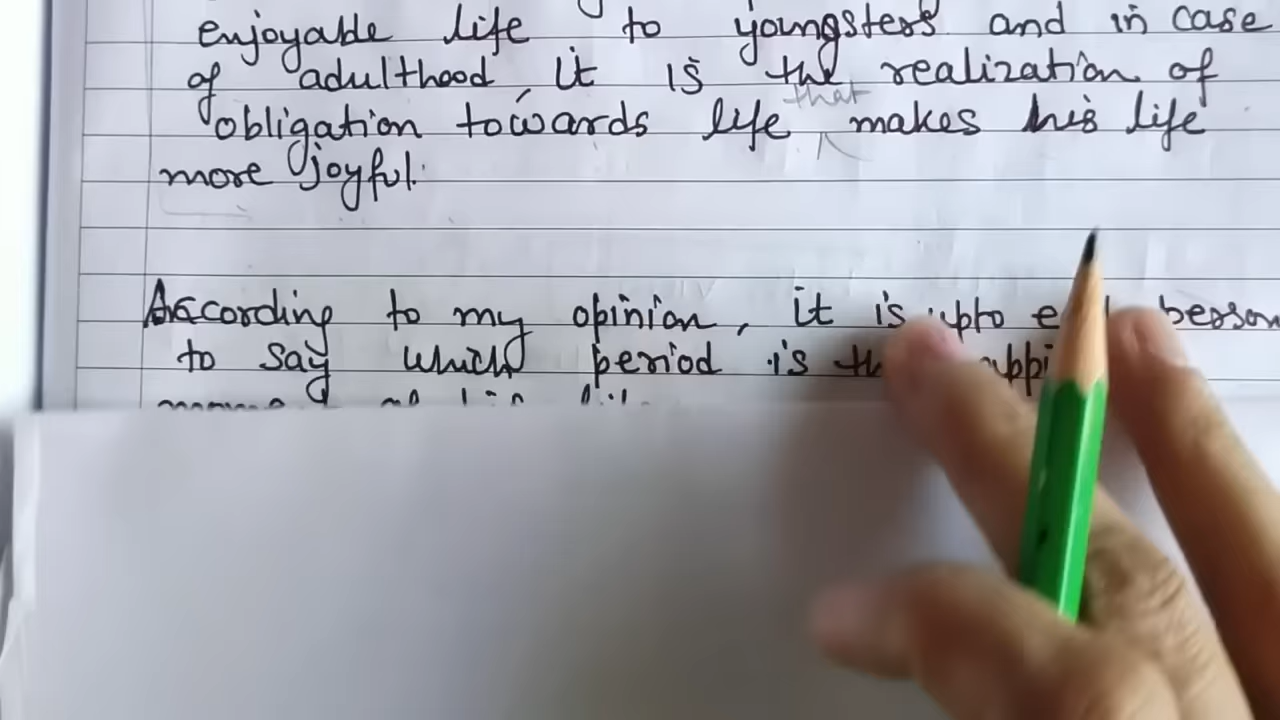 enjoyable life to youngsters and in case
of adulthood, it is the realization of
that
obligation towards life makes his life
more joyful.
According to my opinion, it is upto person
to say which period is